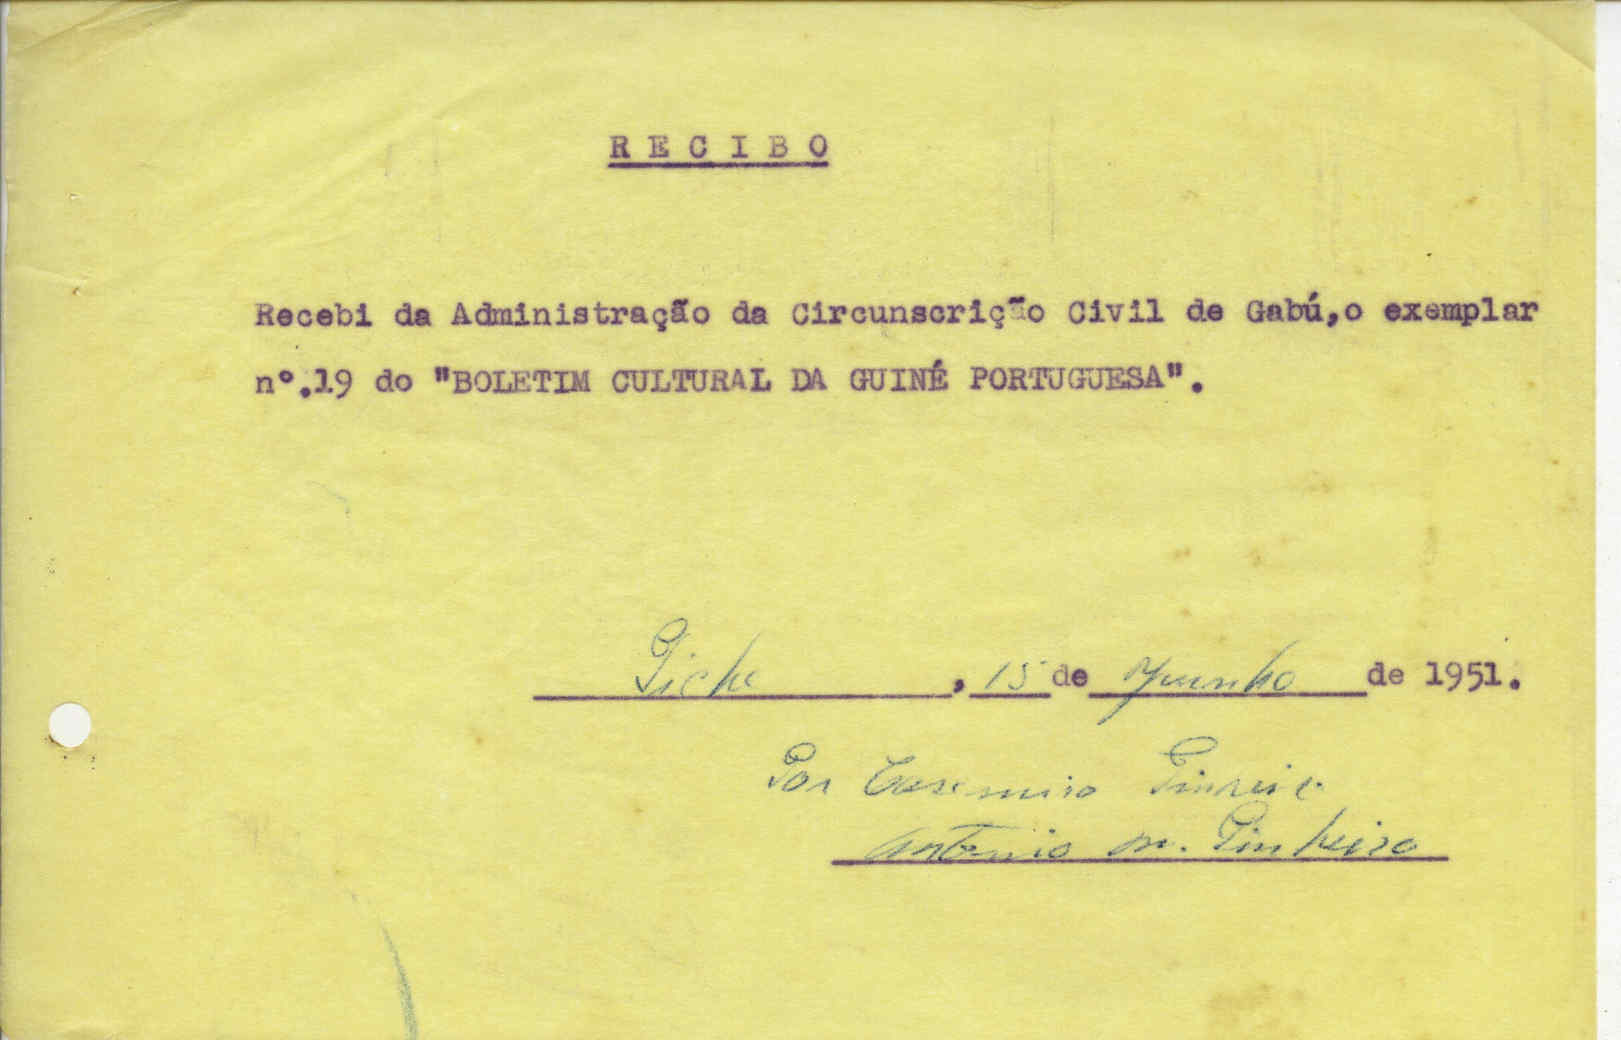 R E C I B O
Recebi da Administração da Circunscrição Civil de Gabú,o exemplar
nº.19 do "BOLETIM CULTURAL DA GUINÉ PORTUGUESA".
Piche, 15 de Junho de 1951.
Por Casemiro
António M. Pinheiro